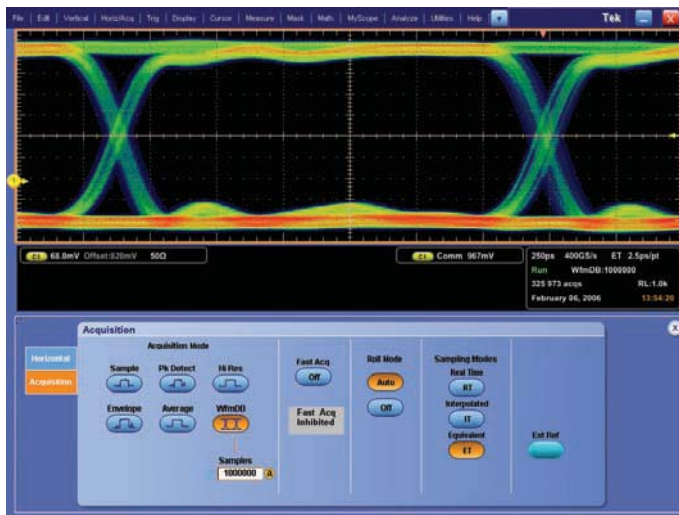 File Edit Vertical Horiz/Acq Trig Display Cursor Measure Mask Math MyScope Analyze Utilities Help Tek X
1
C1 68.0mV Offset:820mV 50Ω
C1 Comm 967mV
250ps 400GS/s ET 2.5ps/pt
Run WfmDB:1000000
325 973 acqs RL:1.0k
February 06, 2006 13:54:20
Acquisition
X
Horizontal
Acquisition
Acquisition Mode
Sample Pk Detect Hi Res
Envelope Average WfmDB
Samples
1000000 a
Fast Acq
Off
Fast Acq
Inhibited
Roll Mode
Auto
Off
Sampling Modes
Real Time
RT
Interpolated
IT
Equivalent
ET
Ext Ref